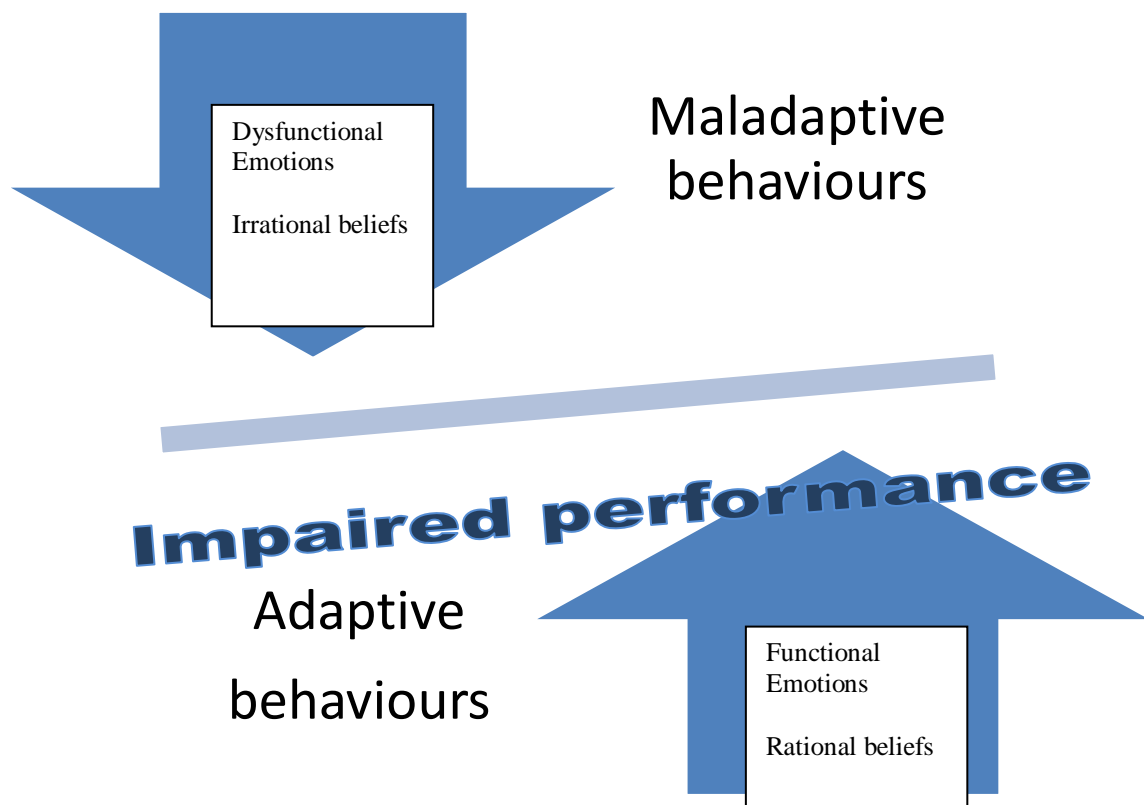 Dysfunctional
Emotions
Irrational beliefs
Maladaptive
behaviours
Impaired performance
Adaptive
behaviours
Functional
Emotions
Rational beliefs